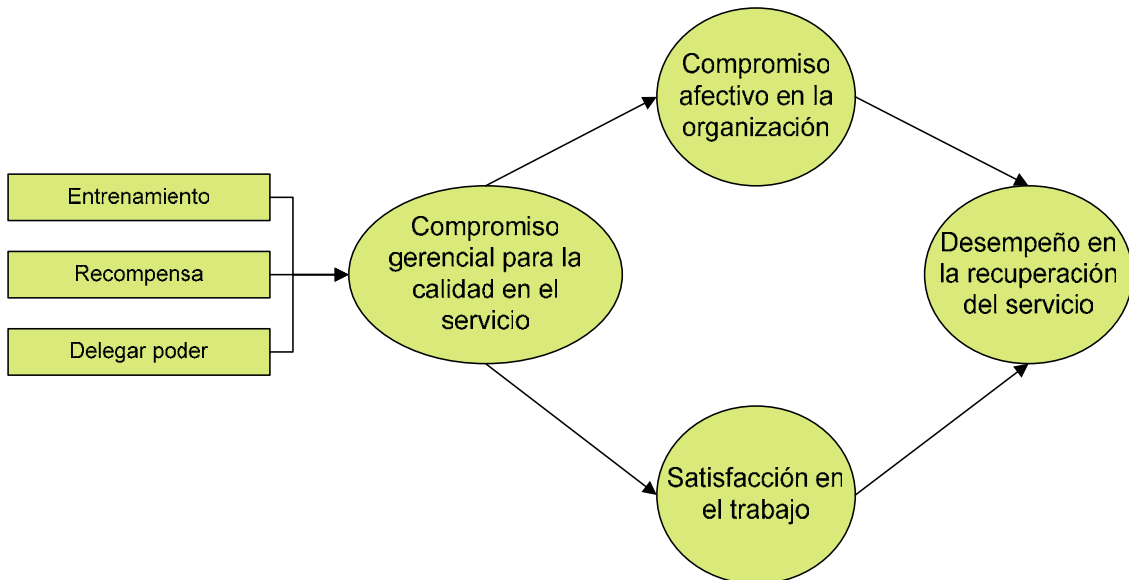 Entrenamiento
Recompensa
Delegar poder
Compromiso
gerencial para la
calidad en el
servicio
Compromiso
afectivo en la
organización
Satisfacción en
el trabajo
Desempeño en
la recuperación
del servicio